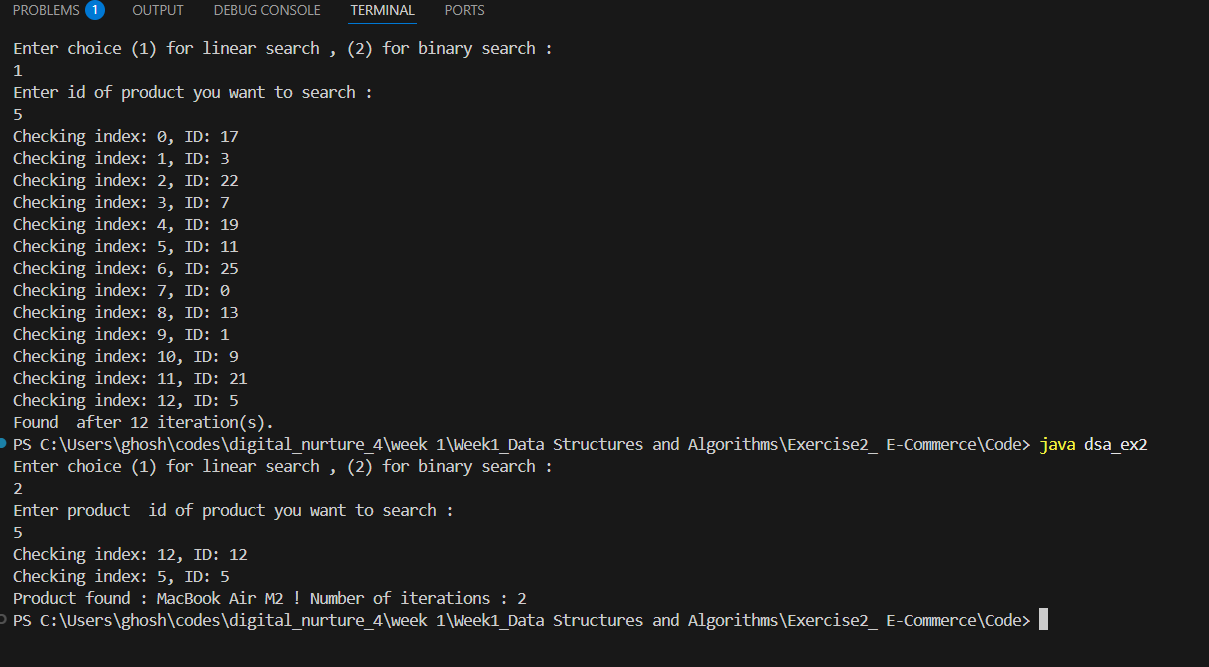 PROBLEMS 1 OUTPUT DEBUG CONSOLE TERMINAL PORTS
Enter choice (1) for linear search , (2) for binary search :
1
Enter id of product you want to search :
5
Checking index: 0, ID: 17
Checking index: 1, ID: 3
Checking index: 2, ID: 22
Checking index: 3, ID: 7
Checking index: 4, ID: 19
Checking index: 5, ID: 11
Checking index: 6, ID: 25
Checking index: 7, ID: 0
Checking index: 8, ID: 13
Checking index: 9, ID: 1
Checking index: 10, ID: 9
Checking index: 11, ID: 21
Checking index: 12, ID: 5
Found  after 12 iteration(s).
PS C:\Users\ghosh\codes\digital_nurture_4\week 1\Week1_Data Structures and Algorithms\Exercise2_ E-Commerce\Code> java dsa_ex2
Enter choice (1) for linear search , (2) for binary search :
2
Enter product  id of product you want to search :
5
Checking index: 12, ID: 12
Checking index: 5, ID: 5
Product found : MacBook Air M2 ! Number of iterations : 2
PS C:\Users\ghosh\codes\digital_nurture_4\week 1\Week1_Data Structures and Algorithms\Exercise2_ E-Commerce\Code>